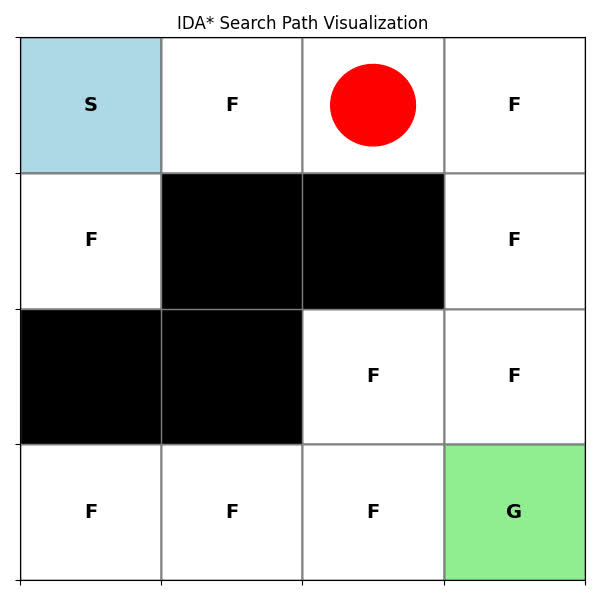 IDA* Search Path Visualization
S F F
F F
F F
F F F G